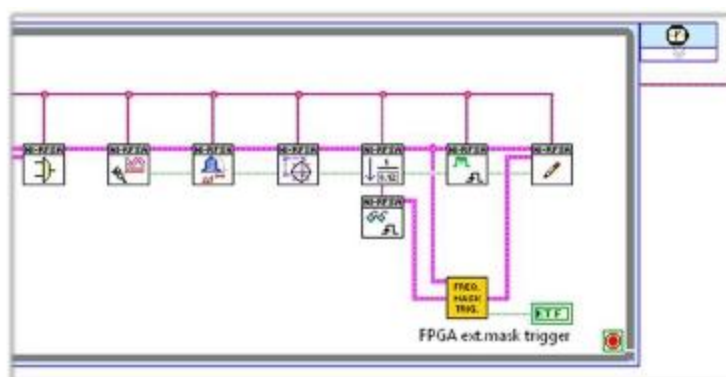 NI-RFSA NI-RFSA NI-RFSA NI-RFSA NI-RFSA NI-RFSA NI-RFSA
NI-RFSA
FREQ.
MASK
TRIG.
TF
FPGA ext.mask trigger